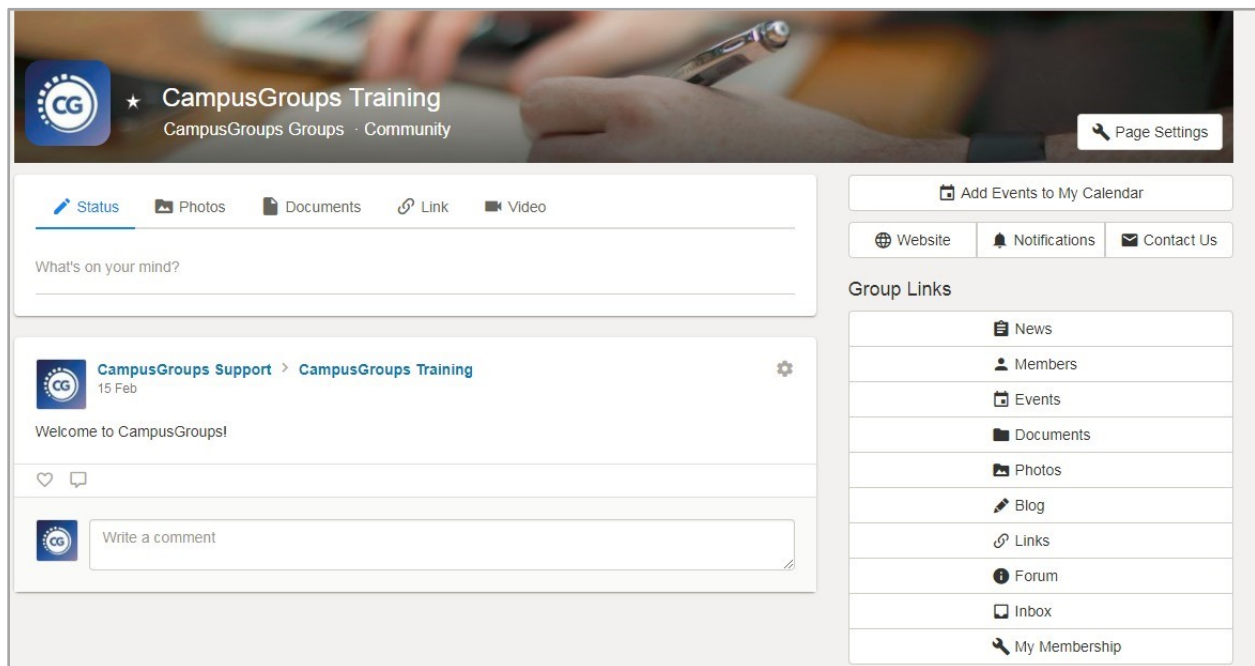 CG
CampusGroups Training
CampusGroups Groups · Community
Page Settings
Status Photos Documents Link Video
What's on your mind?
CG
CampusGroups Support > CampusGroups Training
15 Feb
Welcome to CampusGroups!
CG
Write a comment
Add Events to My Calendar
Website Notifications Contact Us
Group Links
News
Members
Events
Documents
Photos
Blog
Links
Forum
Inbox
My Membership